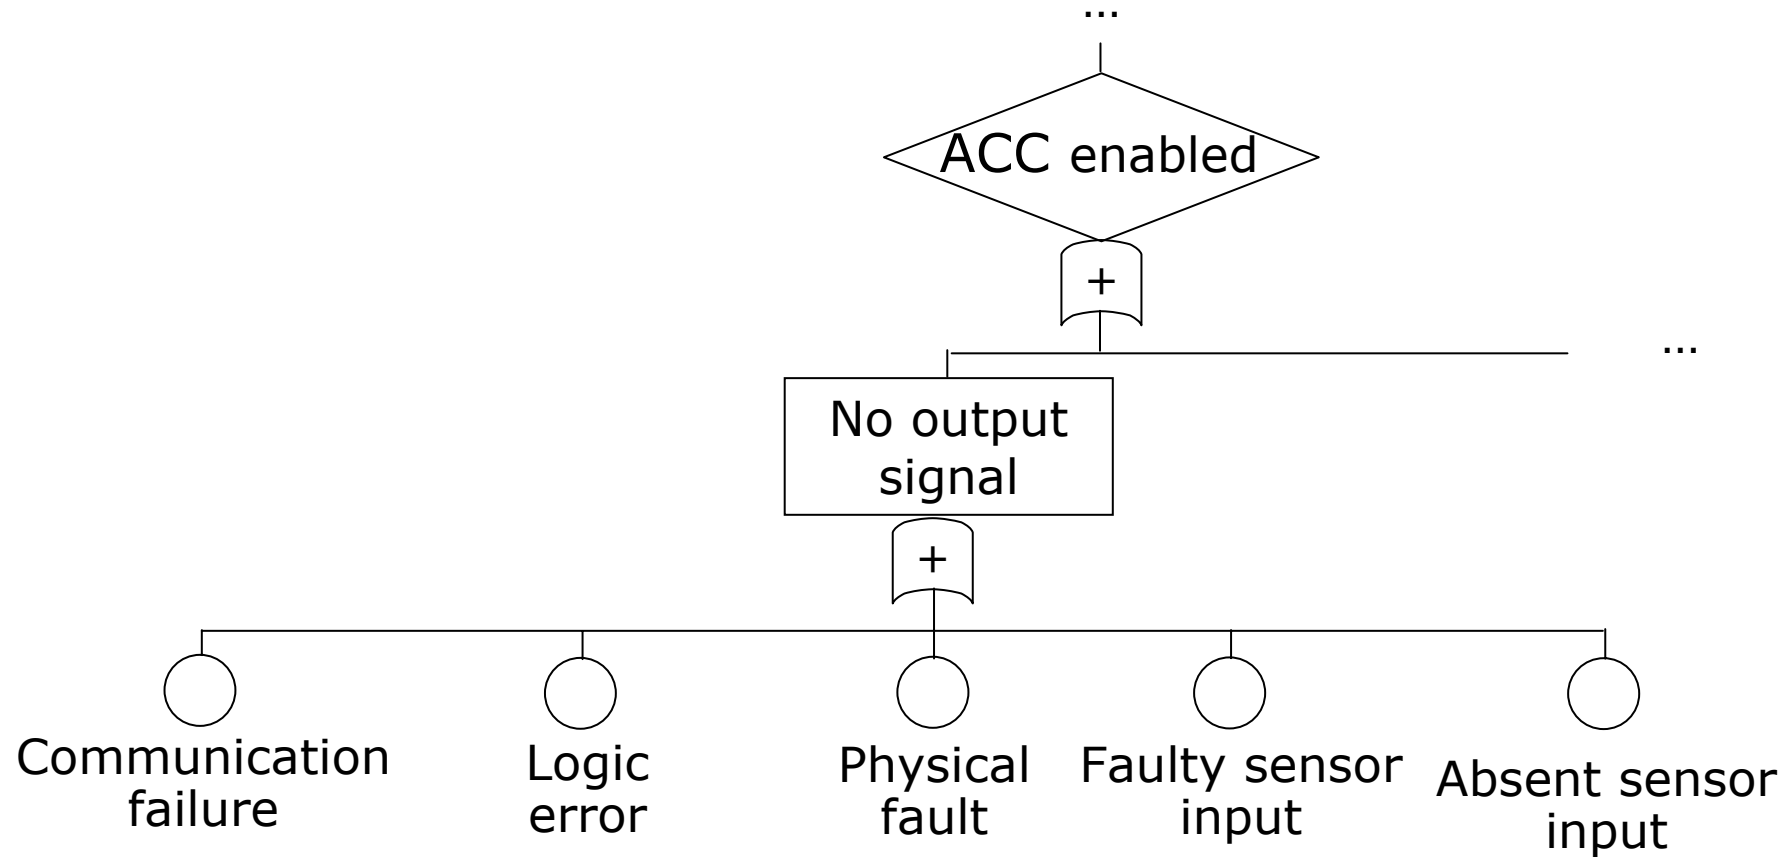 ...
ACC enabled
+
...
No output
signal
+
Communication
failure
Logic
error
Physical
fault
Faulty sensor
input
Absent sensor
input